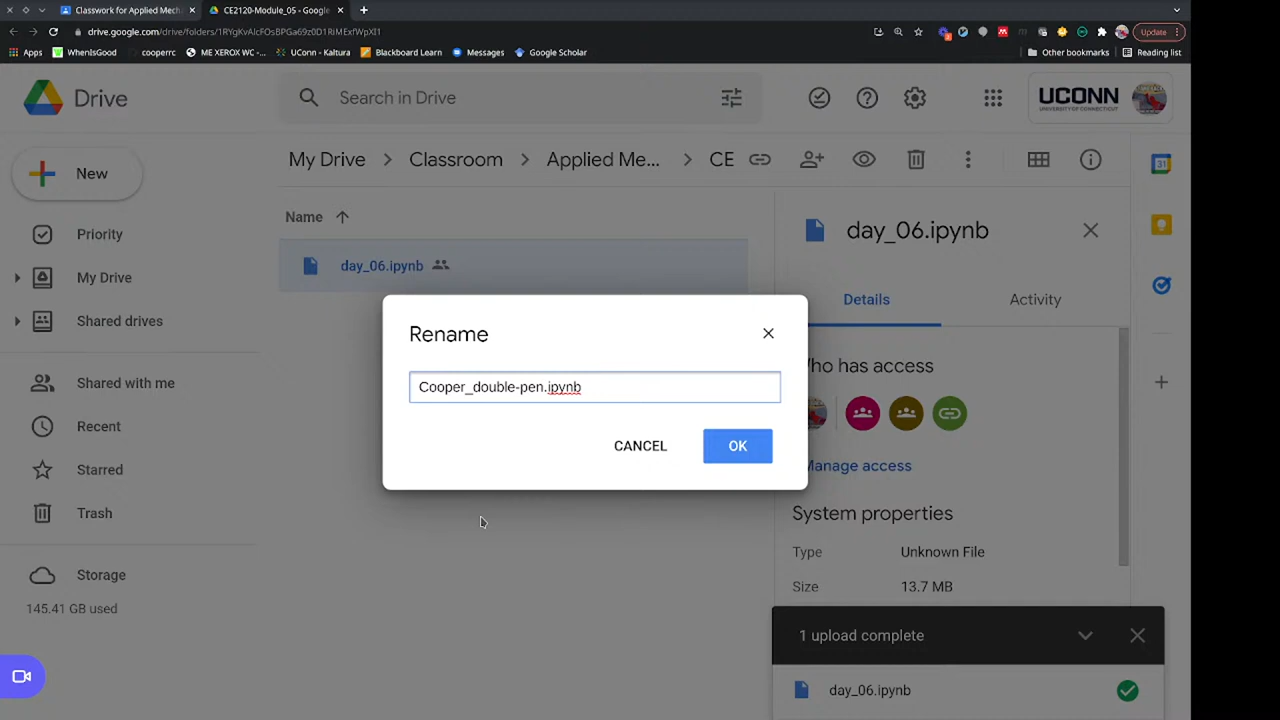 Classwork for Applied Mech
CE2120-Module_05 - Google
drive.google.com/drive/folders/1RYgKvAlcFOsBPGa69z0D1RiMExfWpXl1
Update
Apps
WhenIsGood
cooperrc
ME XEROX WC -...
UConn - Kaltura
Blackboard Learn
Messages
Google Scholar
Other bookmarks
Reading list
Drive
Search in Drive
UCONN
UNIVERSITY OF CONNECTICUT
New
My Drive
Classroom
Applied Me...
CE
Priority
My Drive
Shared drives
Shared with me
Recent
Starred
Trash
Storage
145.41 GB used
Name
day_06.ipynb
Rename
Cooper_double-pen.ipynb
CANCEL
OK
day_06.ipynb
Details
Activity
ho has access
anage access
System properties
Type
Unknown File
Size
13.7 MB
1 upload complete
day_06.ipynb